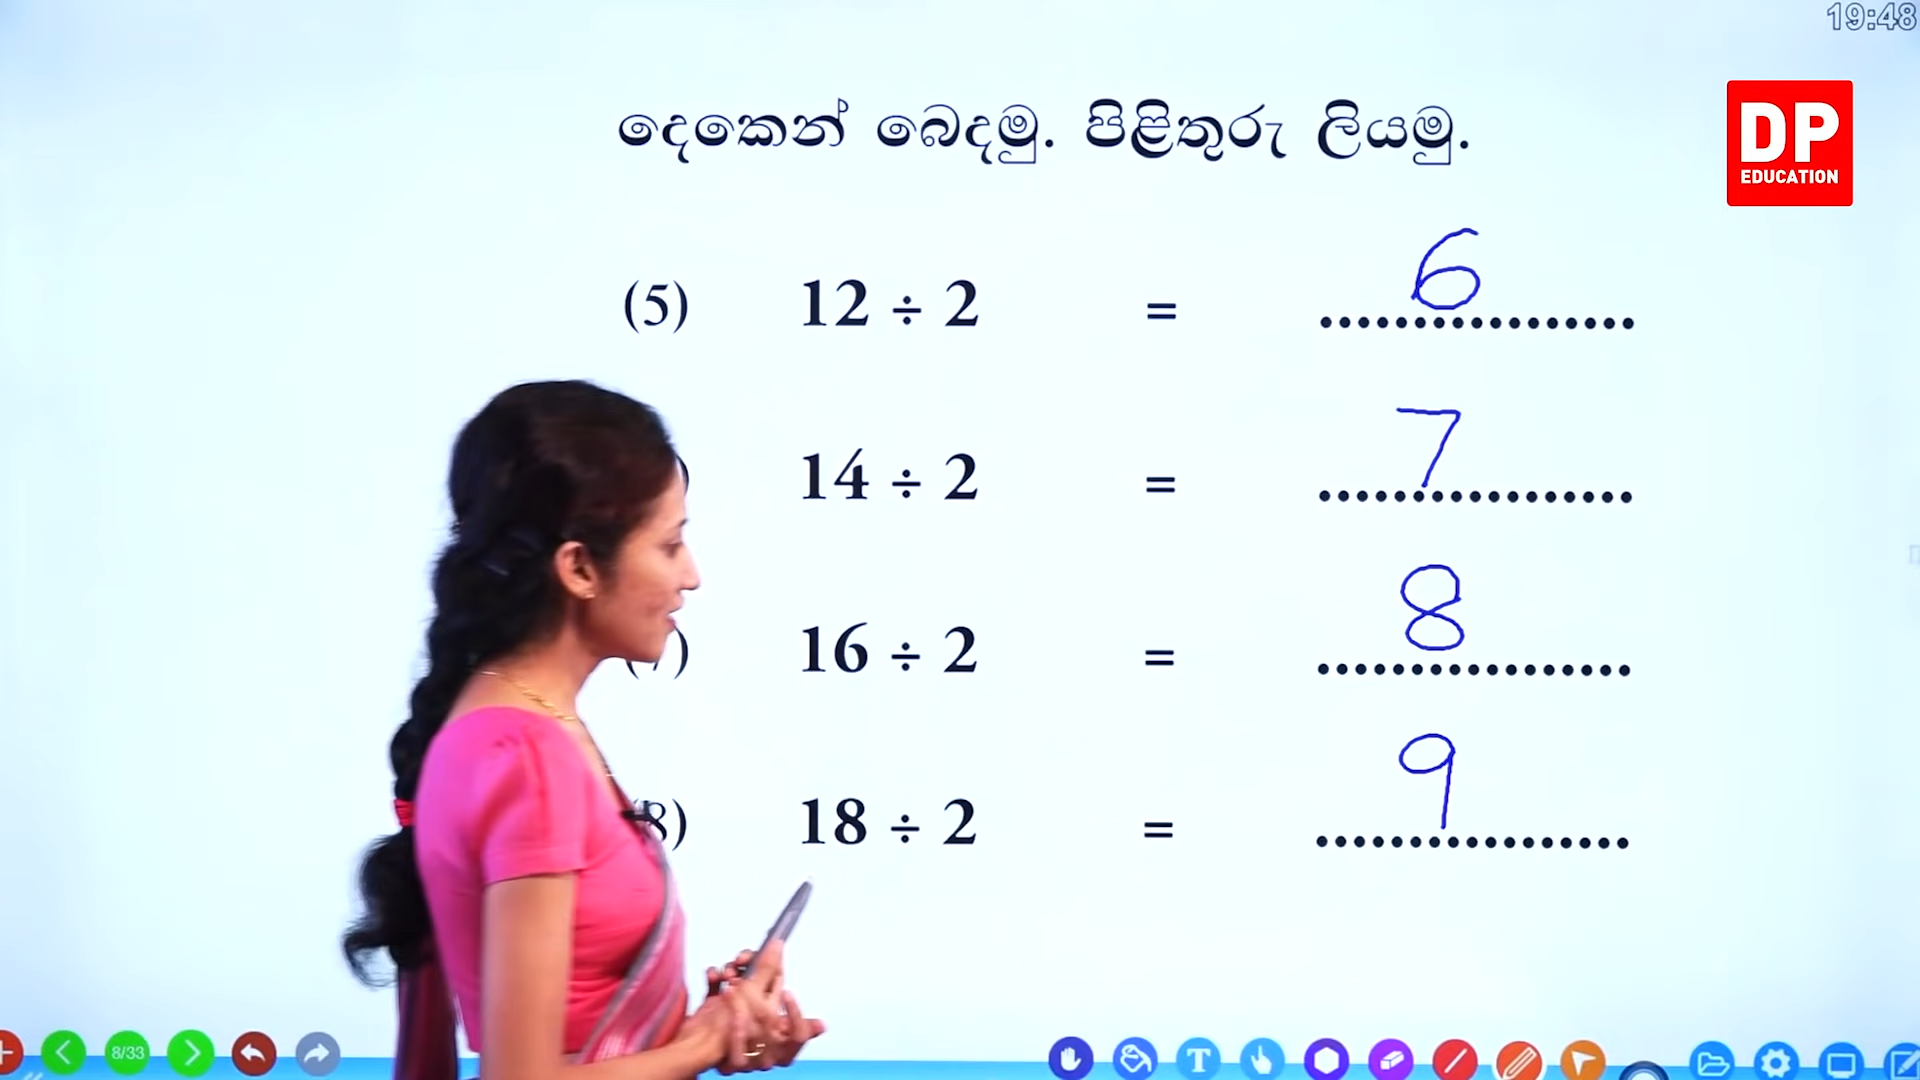 19:48
දෙකෙන් බෙදමු. පිළිතුරු ලියමු.
DP
EDUCATION
(5) 12 ÷ 2 = 6
14 ÷ 2 = 7
16 ÷ 2 = 8
18 ÷ 2 = 9
8/33
T